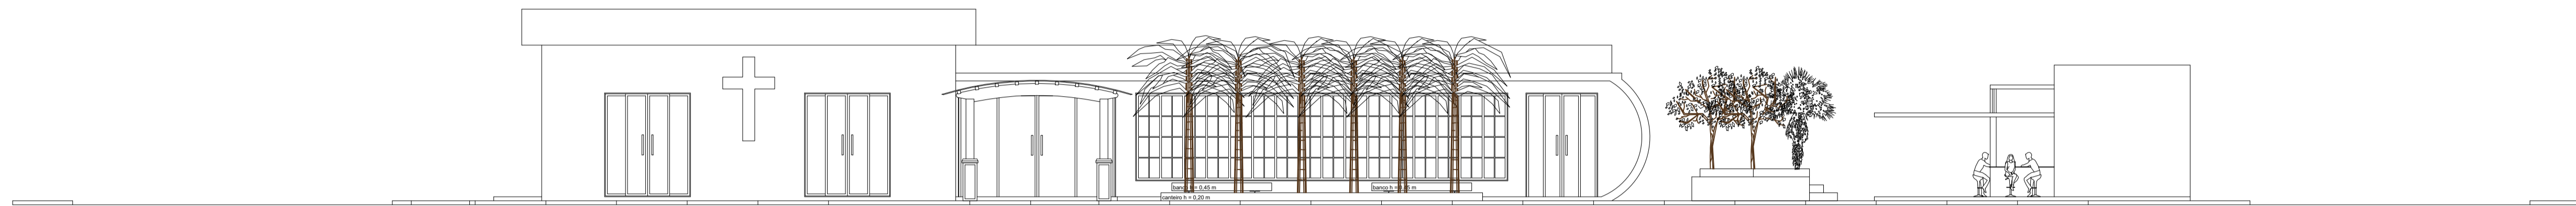 banco h = 0,45 m
banco h = 0,45 m
canteiro h = 0,20 m